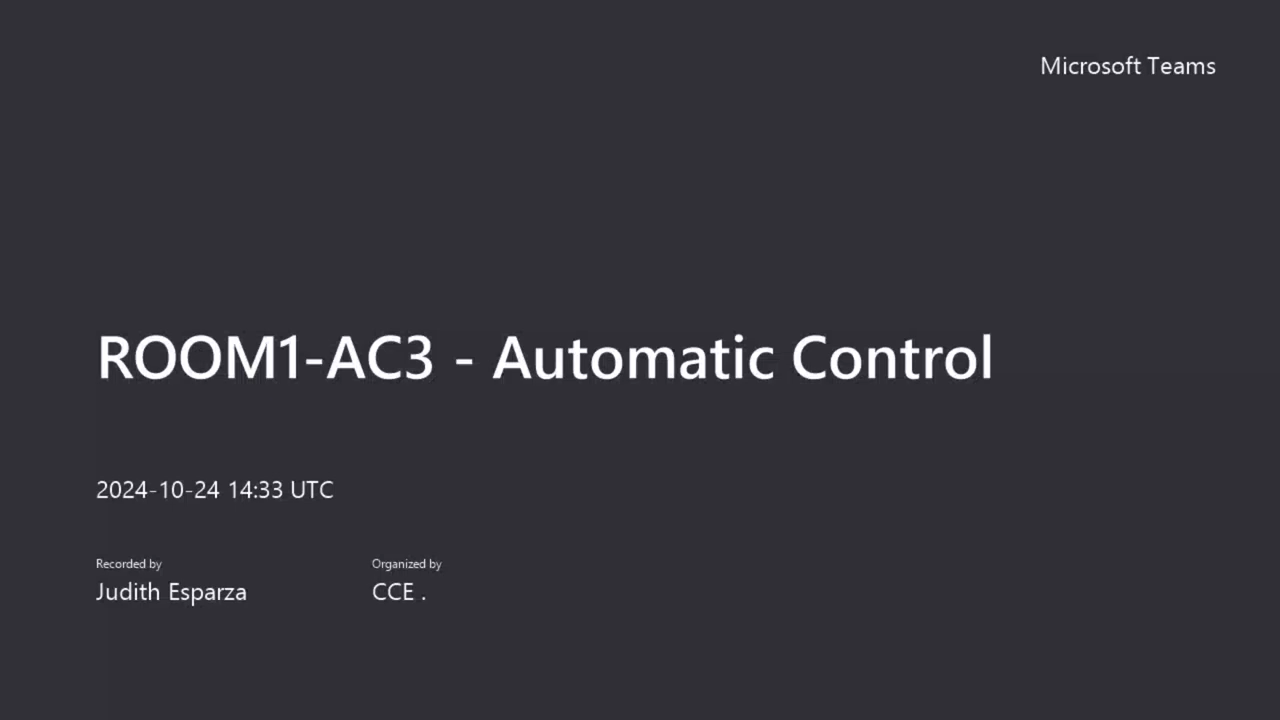 Microsoft Teams
ROOM1-AC3 - Automatic Control
2024-10-24 14:33 UTC
Recorded by
Organized by
Judith Esparza
CCE .